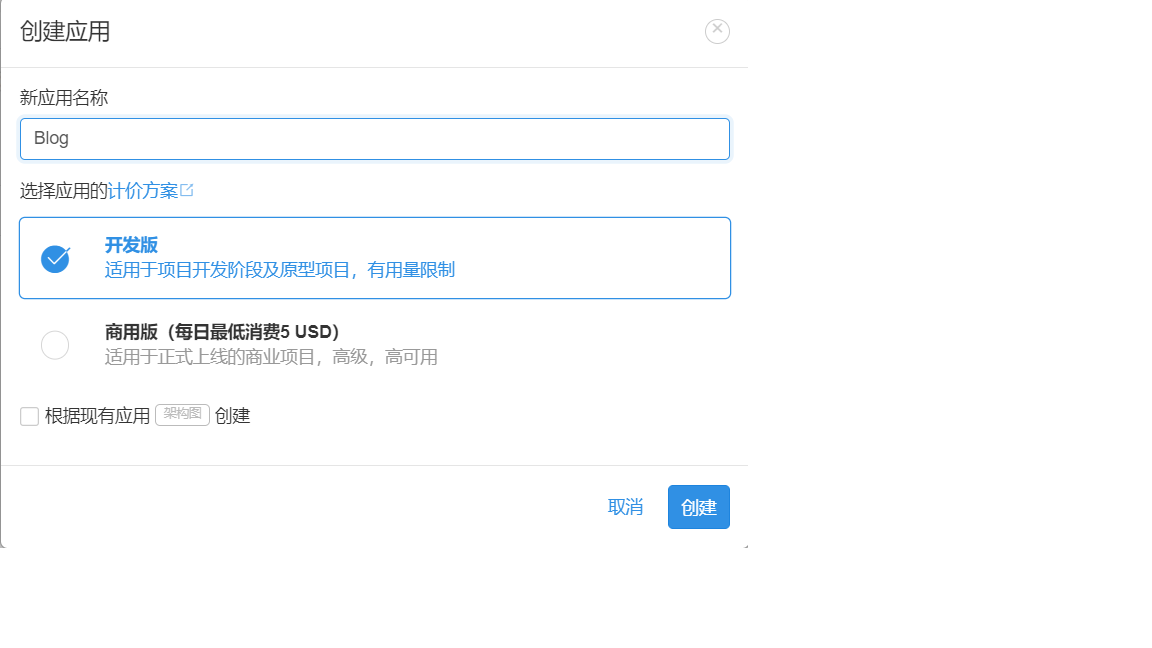 创建应用
新应用名称
Blog
选择应用的计价方案
开发版
适用于项目开发阶段及原型项目，有用量限制
商用版（每日最低消费5 USD）
适用于正式上线的商业项目，高级，高可用
根据现有应用 架构图 创建
取消 创建